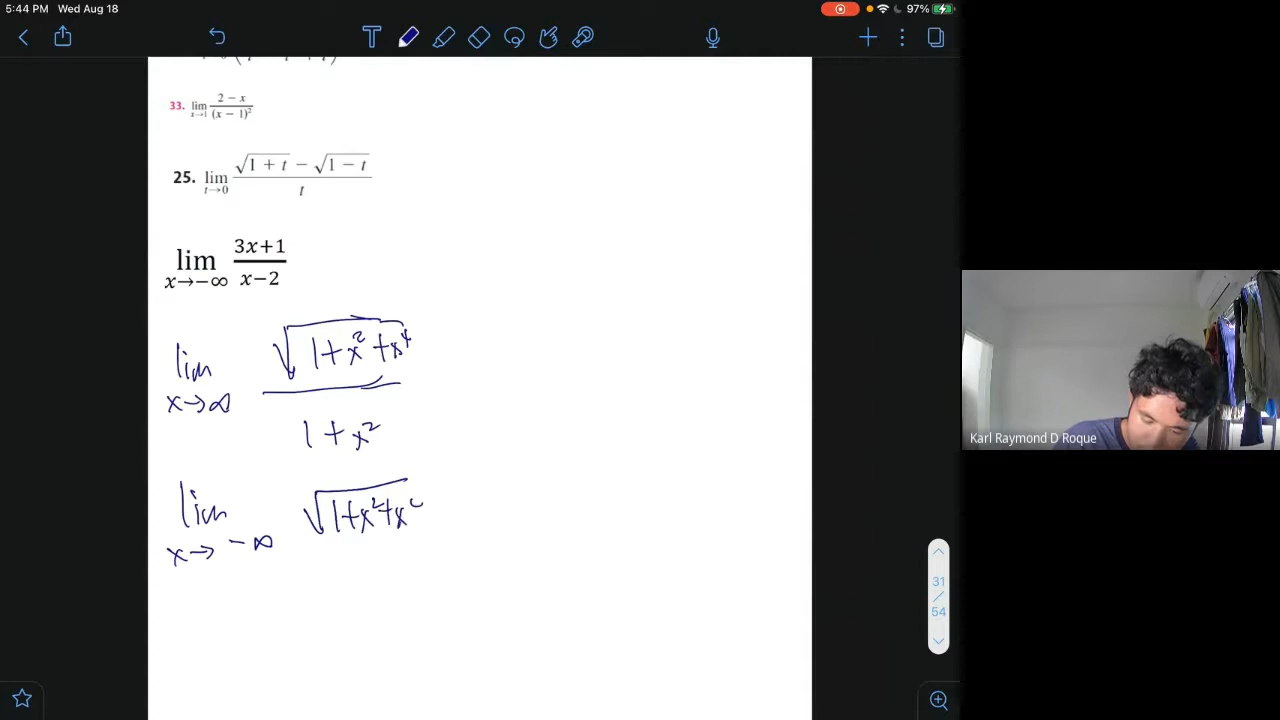 5:44 PM Wed Aug 18
97%
33. lim x→1 (2 − x)/(x − 1)²
25. lim t→0 (√(1 + t) − √(1 − t))/t
lim x→−∞ (3x+1)/(x−2)
lim x→∞ √(1+x²+x⁴)/(1+x²)
lim x→−∞ √(1+x²+x
Karl Raymond D Roque
31
/
54